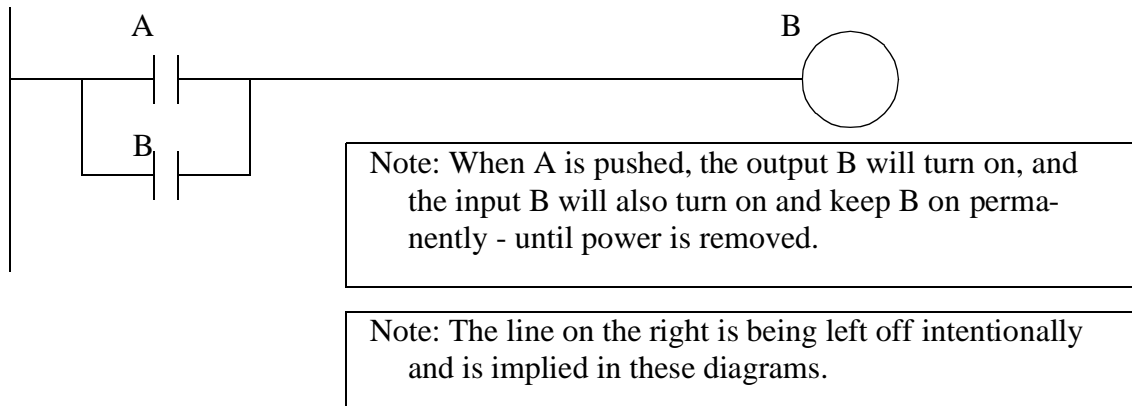 A
B
B
Note: When A is pushed, the output B will turn on, and
the input B will also turn on and keep B on perma-
nently - until power is removed.
Note: The line on the right is being left off intentionally
and is implied in these diagrams.